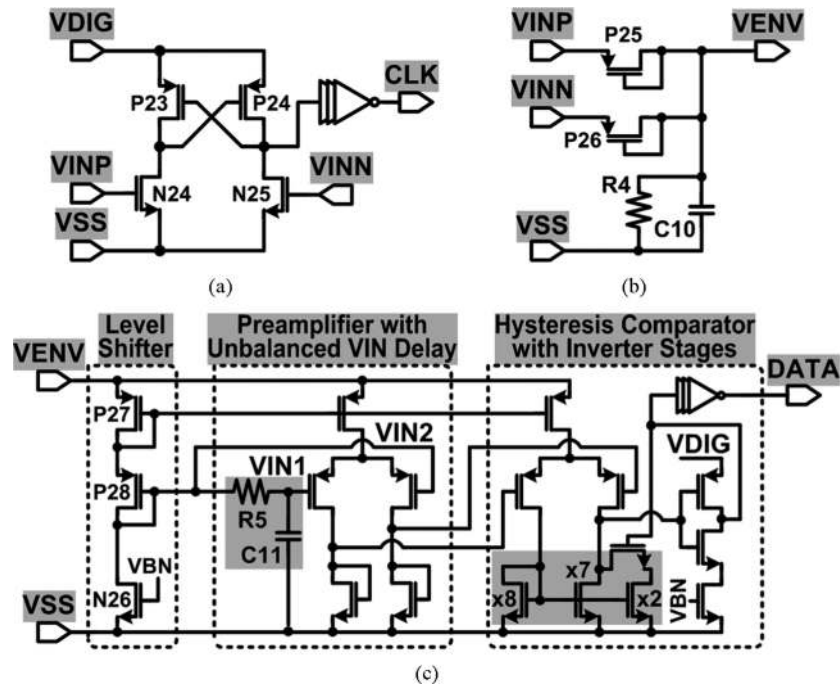 VDIG
P23
P24
CLK
VINP
N24
N25
VINN
VSS
(a)
VINP
P25
VENV
VINN
P26
R4
C10
VSS
(b)
Level
Shifter
Preamplifier with
Unbalanced VIN Delay
Hysteresis Comparator
with Inverter Stages
VENV
DATA
P27
VIN2
VDIG
P28
VIN1
R5
C11
VBN
N26
x8
x7
x2
VBN
VSS
(c)